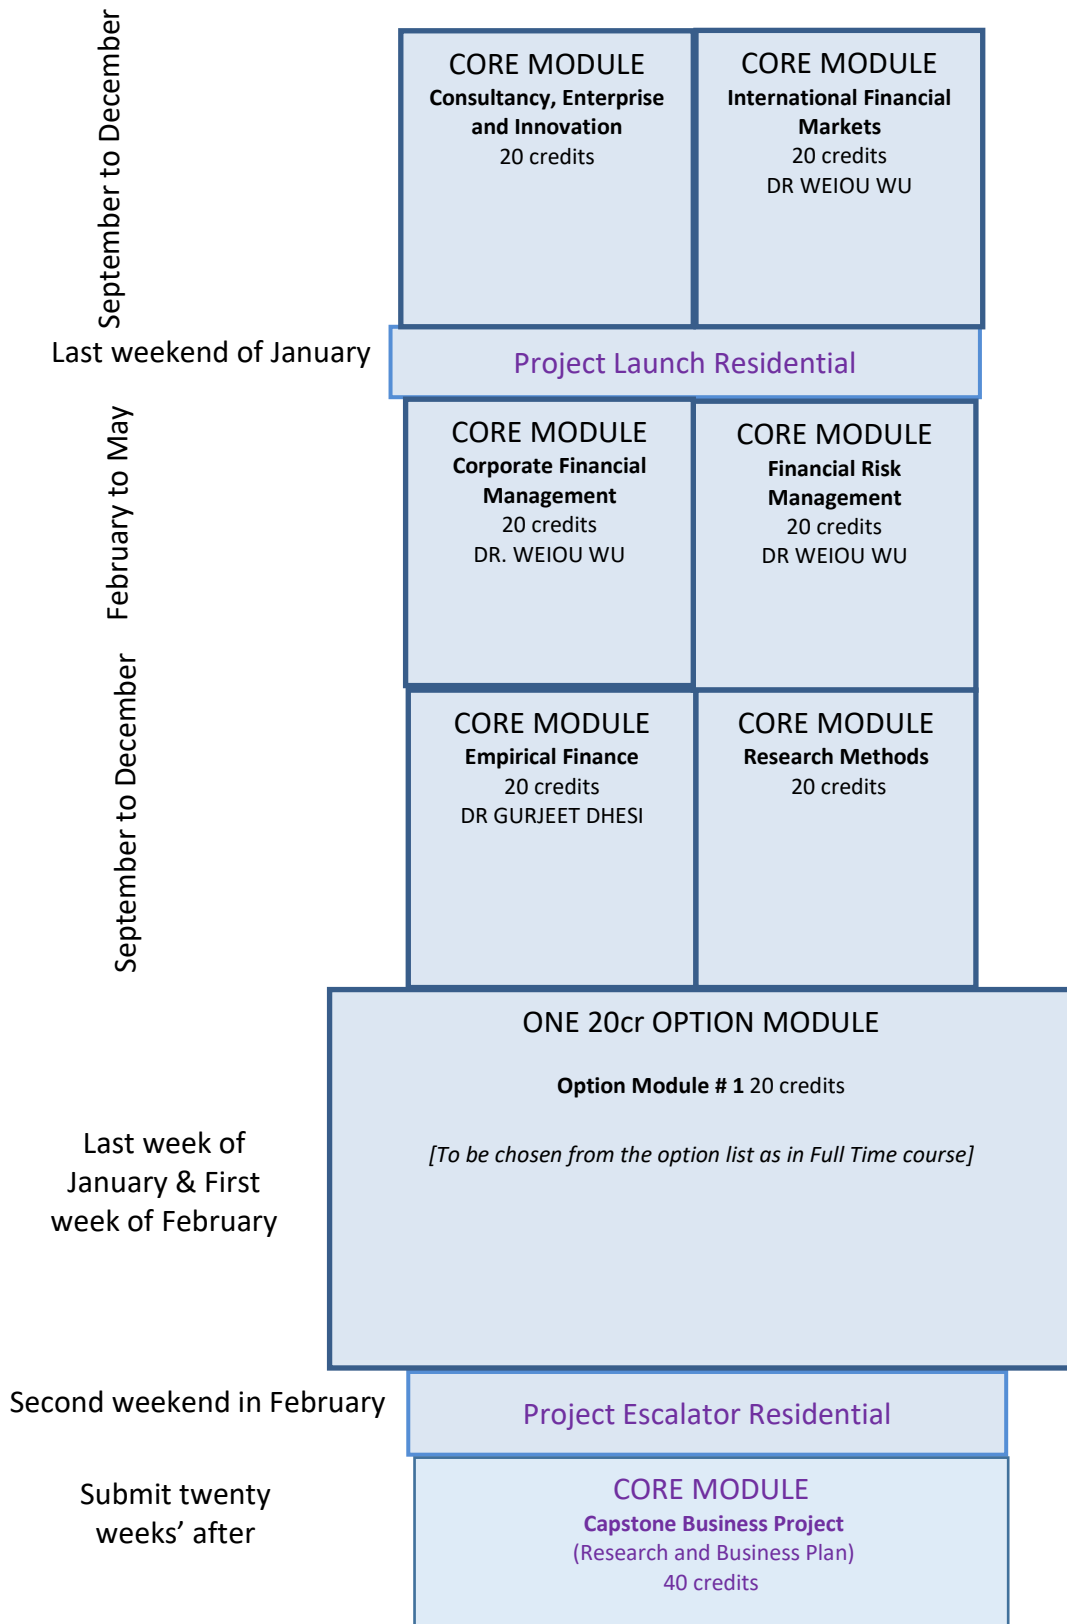 September to December
CORE MODULE
Consultancy, Enterprise
and Innovation
20 credits
CORE MODULE
International Financial
Markets
20 credits
DR WEIOU WU
Last weekend of January
Project Launch Residential
February to May
CORE MODULE
Corporate Financial
Management
20 credits
DR. WEIOU WU
CORE MODULE
Financial Risk
Management
20 credits
DR WEIOU WU
September to December
CORE MODULE
Empirical Finance
20 credits
DR GURJEET DHESI
CORE MODULE
Research Methods
20 credits
Last week of
January & First
week of February
ONE 20cr OPTION MODULE
Option Module # 1 20 credits
[To be chosen from the option list as in Full Time course]
Second weekend in February
Project Escalator Residential
Submit twenty
weeks’ after
CORE MODULE
Capstone Business Project
(Research and Business Plan)
40 credits